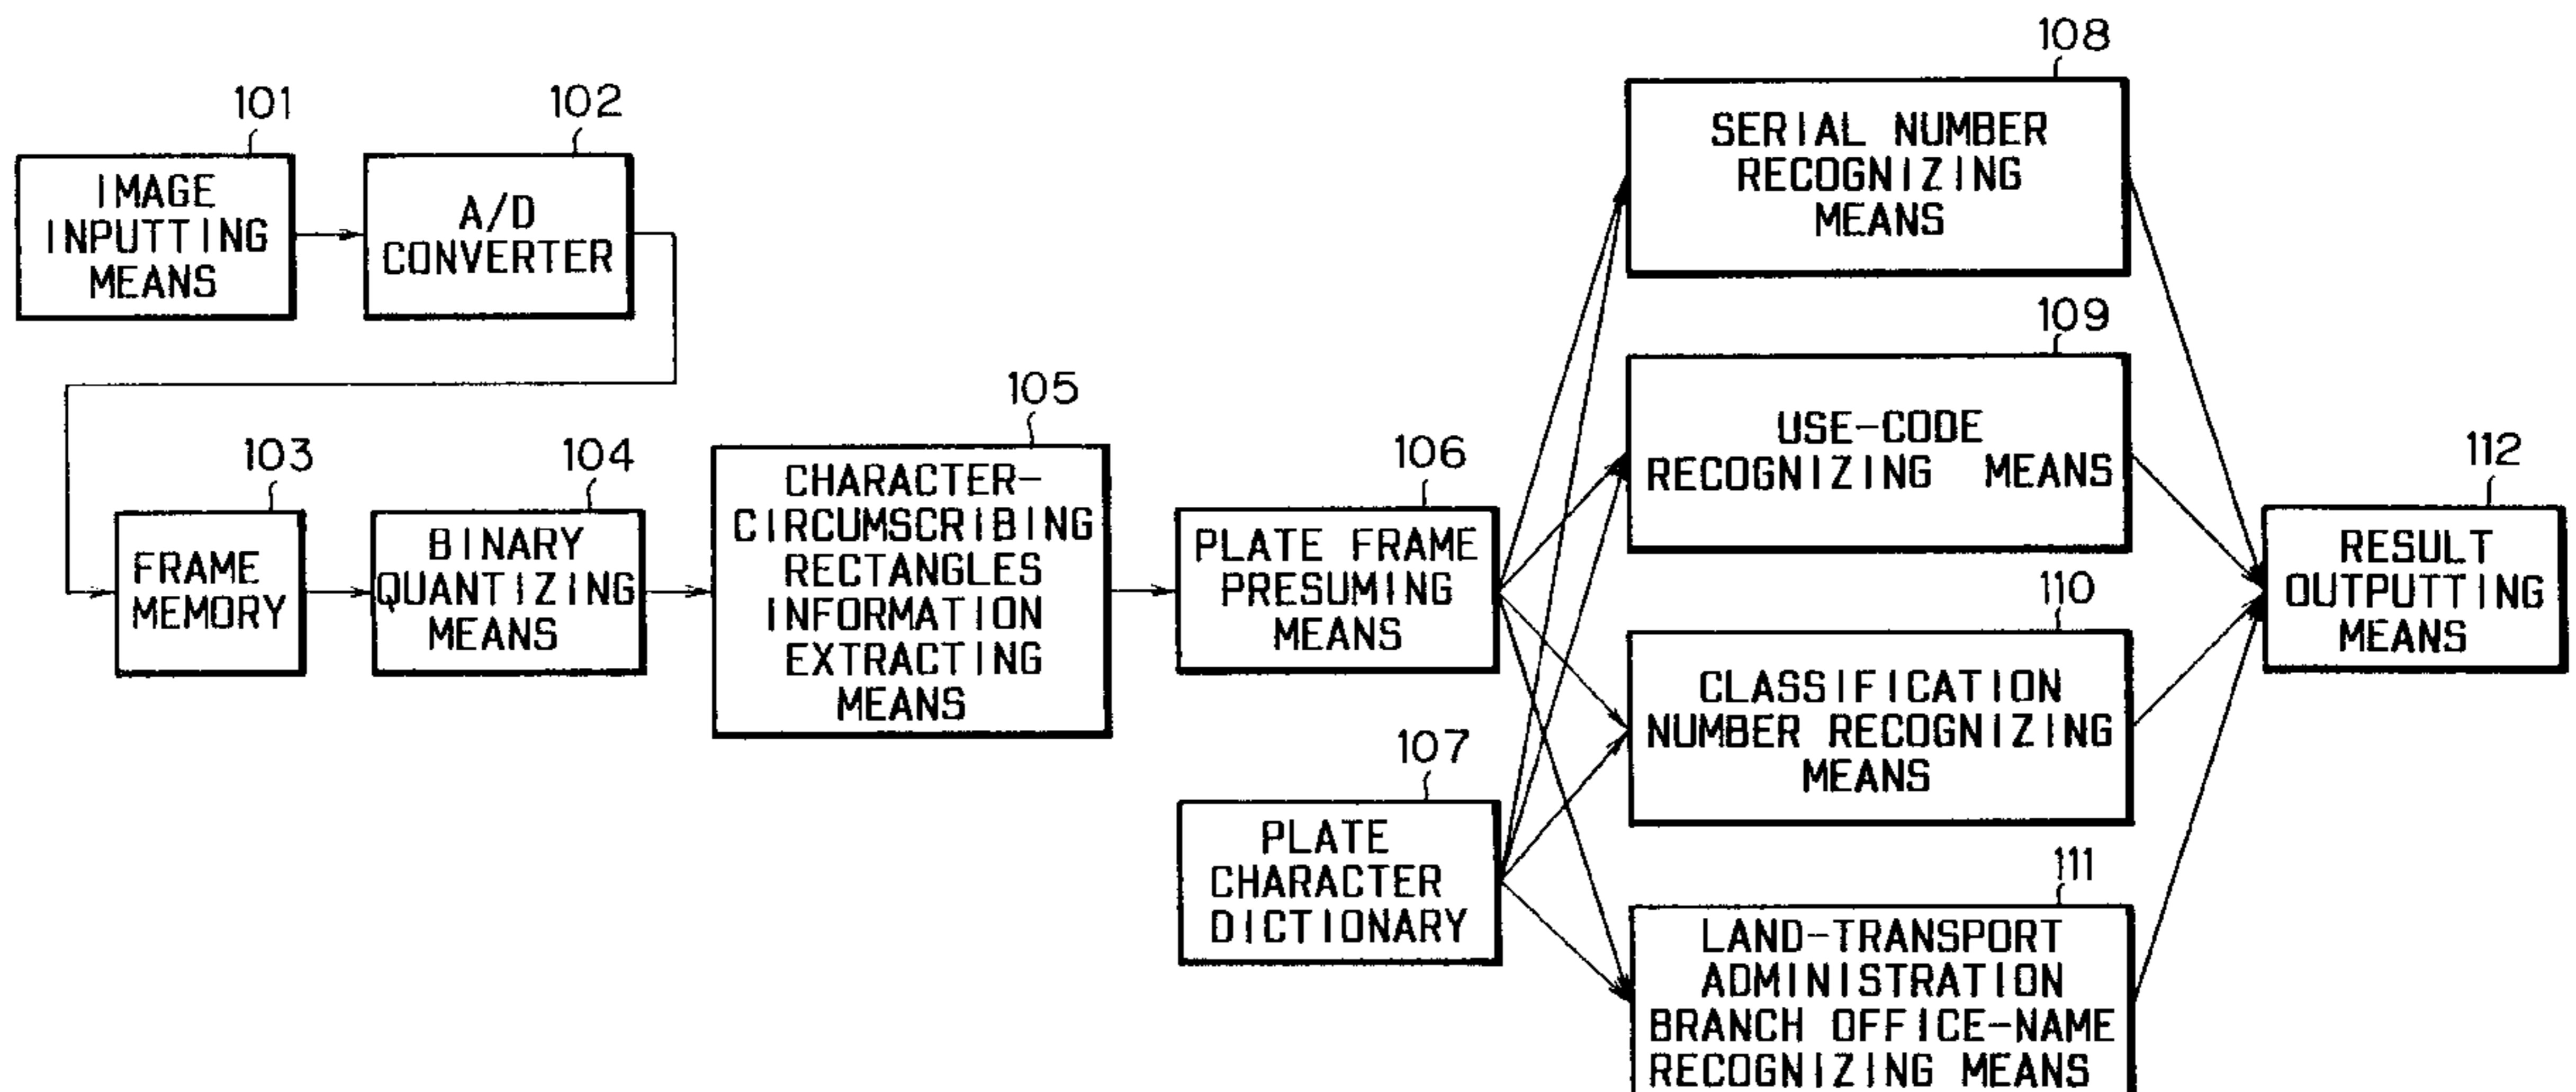 101
IMAGE
INPUTTING
MEANS
102
A/D
CONVERTER
103
FRAME
MEMORY
104
BINARY
QUANTIZING
MEANS
105
CHARACTER-
CIRCUMSCRIBING
RECTANGLES
INFORMATION
EXTRACTING
MEANS
106
PLATE FRAME
PRESUMING
MEANS
107
PLATE
CHARACTER
DICTIONARY
108
SERIAL NUMBER
RECOGNIZING
MEANS
109
USE-CODE
RECOGNIZING MEANS
110
CLASSIFICATION
NUMBER RECOGNIZING
MEANS
111
LAND-TRANSPORT
ADMINISTRATION
BRANCH OFFICE-NAME
RECOGNIZING MEANS
112
RESULT
OUTPUTTING
MEANS